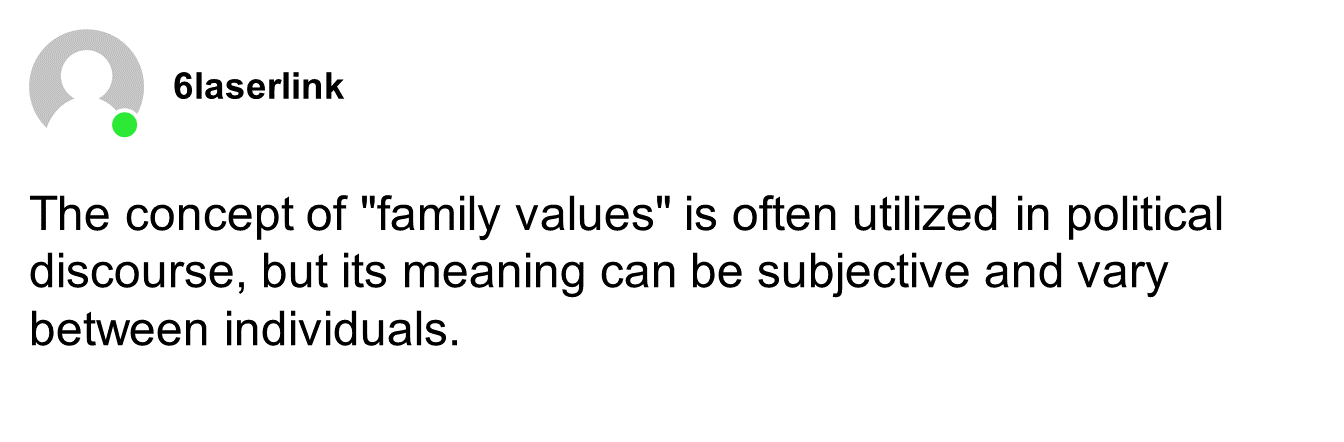 6laserlink
The concept of "family values" is often utilized in political
discourse, but its meaning can be subjective and vary
between individuals.